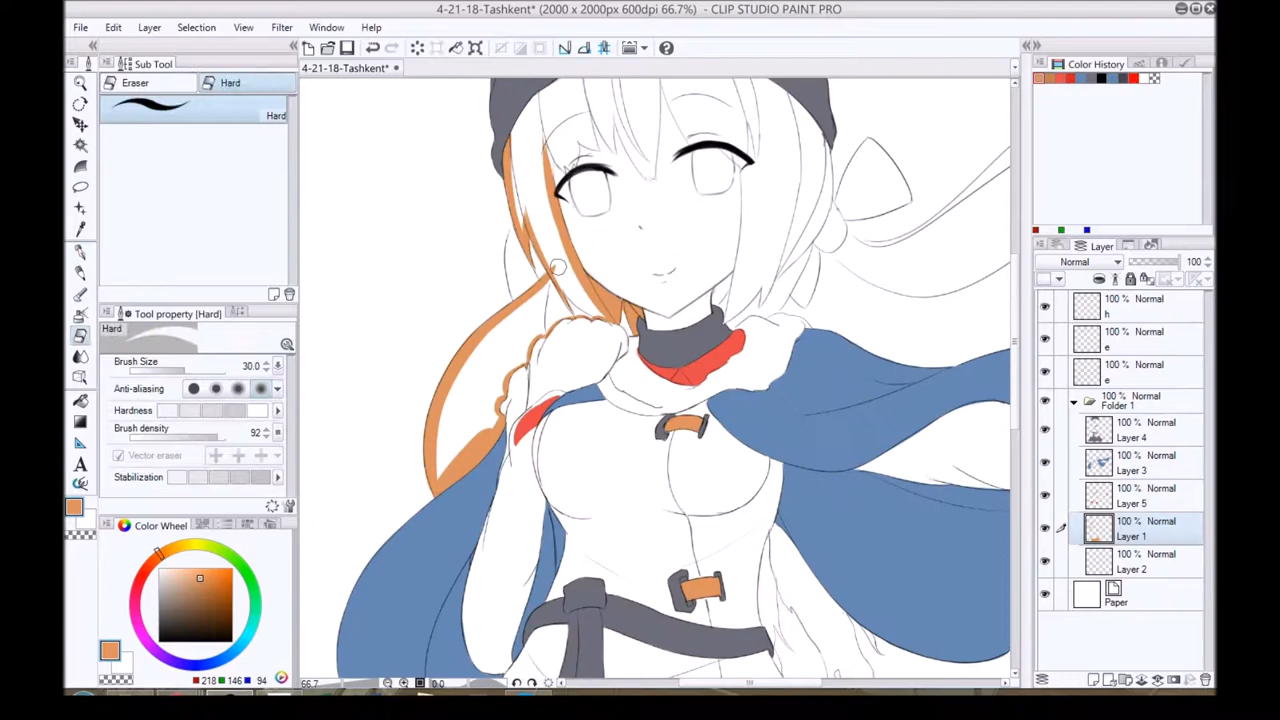 4-21-18-Tashkent* (2000 x 2000px 600dpi 66.7%) - CLIP STUDIO PAINT PRO
File Edit Layer Selection View Filter Window Help
4-21-18-Tashkent*
Sub Tool
Eraser Hard
Hard
Tool property [Hard]
Hard
Brush Size 30.0
Anti-aliasing
Hardness
Brush density 92
Vector eraser
Stabilization
Color Wheel
218 146 94
66.7 0.0
Color History
Layer
Normal 100
100 % Normal
h
100 % Normal
e
100 % Normal
e
100 % Normal
Folder 1
100 % Normal
Layer 4
100 % Normal
Layer 3
100 % Normal
Layer 5
100 % Normal
Layer 1
100 % Normal
Layer 2
Paper